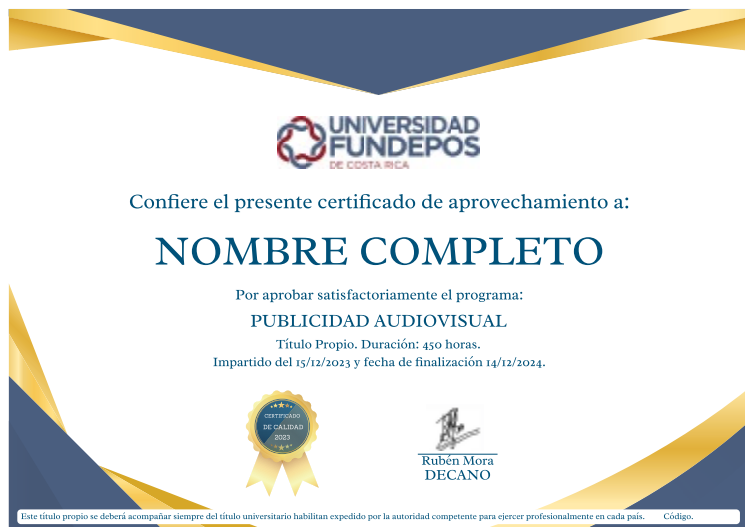 UNIVERSIDAD
FUNDEPOS
DE COSTA RICA
Confiere el presente certificado de aprovechamiento a:
NOMBRE COMPLETO
Por aprobar satisfactoriamente el programa:
PUBLICIDAD AUDIOVISUAL
Título Propio. Duración: 450 horas.
Impartido del 15/12/2023 y fecha de finalización 14/12/2024.
CERTIFICADO
DE CALIDAD
2023
Rubén Mora
DECANO
Este título propio se deberá acompañar siempre del título universitario habilitan expedido por la autoridad competente para ejercer profesionalmente en cada país. Código.